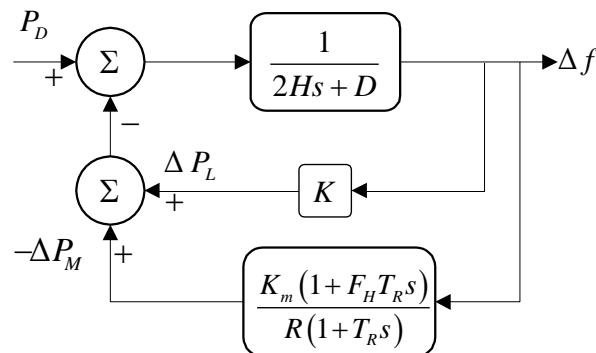 P_D
+
Σ
1
2Hs + D
Δf
−
Σ
ΔP_L
+
K
−ΔP_M
+
K_m(1+F_H T_R s)
R(1+T_R s)